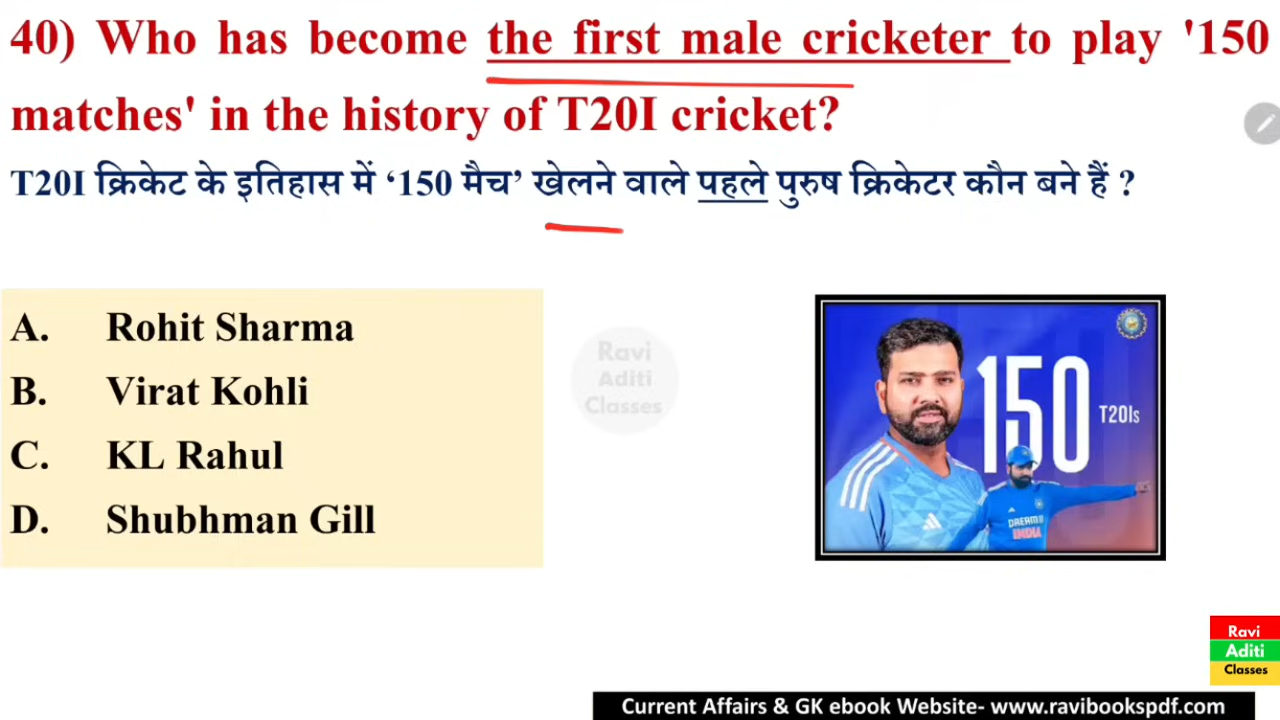 40) Who has become the first male cricketer to play '150
matches' in the history of T20I cricket?
T20I क्रिकेट के इतिहास में ‘150 मैच’ खेलने वाले पहले पुरुष क्रिकेटर कौन बने हैं ?
A. Rohit Sharma
B. Virat Kohli
C. KL Rahul
D. Shubhman Gill
Ravi
Aditi
Classes
150
T20Is
DREAM11
INDIA
Ravi
Aditi
Classes
Current Affairs & GK ebook Website- www.ravibookspdf.com